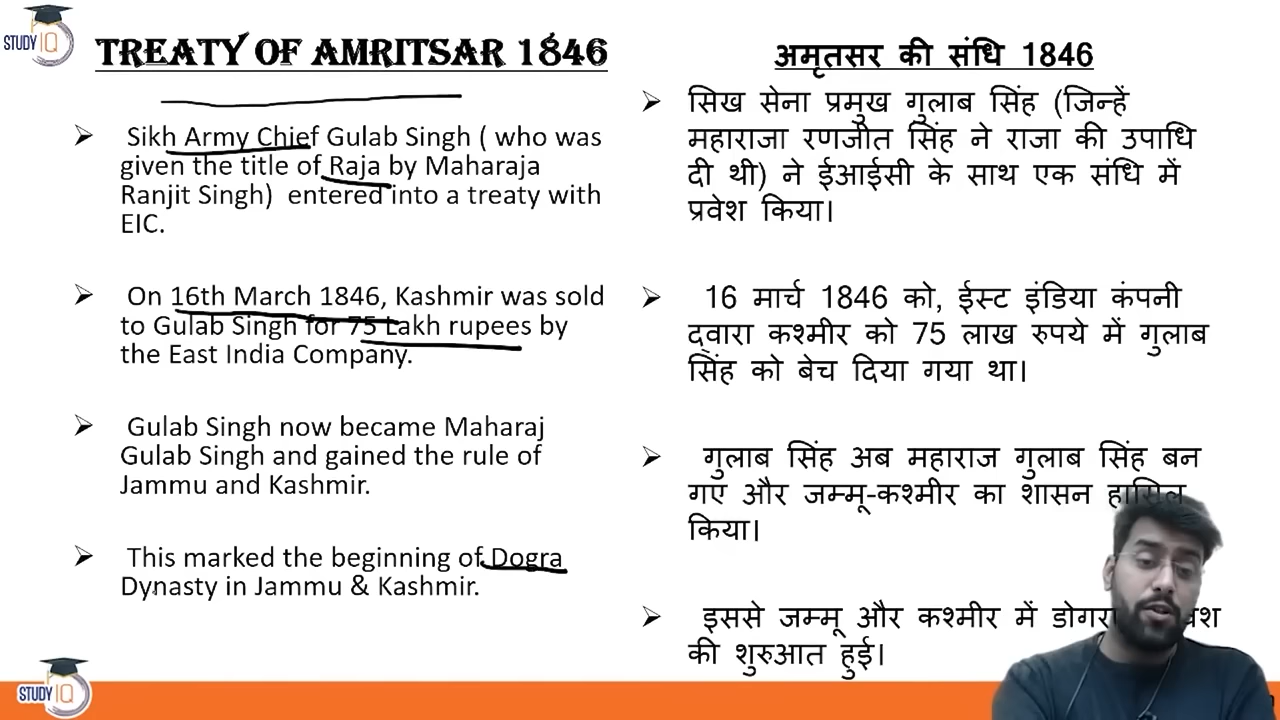 STUDY IQ
TREATY OF AMRITSAR 1846
Sikh Army Chief Gulab Singh ( who was
given the title of Raja by Maharaja
Ranjit Singh) entered into a treaty with
EIC.
On 16th March 1846, Kashmir was sold
to Gulab Singh for 75 Lakh rupees by
the East India Company.
Gulab Singh now became Maharaj
Gulab Singh and gained the rule of
Jammu and Kashmir.
This marked the beginning of Dogra
Dynasty in Jammu & Kashmir.
अमृतसर की संधि 1846
सिख सेना प्रमुख गुलाब सिंह (जिन्हें
महाराजा रणजीत सिंह ने राजा की उपाधि
दी थी) ने ईआईसी के साथ एक संधि में
प्रवेश किया।
16 मार्च 1846 को, ईस्ट इंडिया कंपनी
द्वारा कश्मीर को 75 लाख रुपये में गुलाब
सिंह को बेच दिया गया था।
गुलाब सिंह अब महाराज गुलाब सिंह बन
गए और जम्मू-कश्मीर का शासन हासिल
किया।
इससे जम्मू और कश्मीर में
की शुरुआत हुई।
STUDY IQ